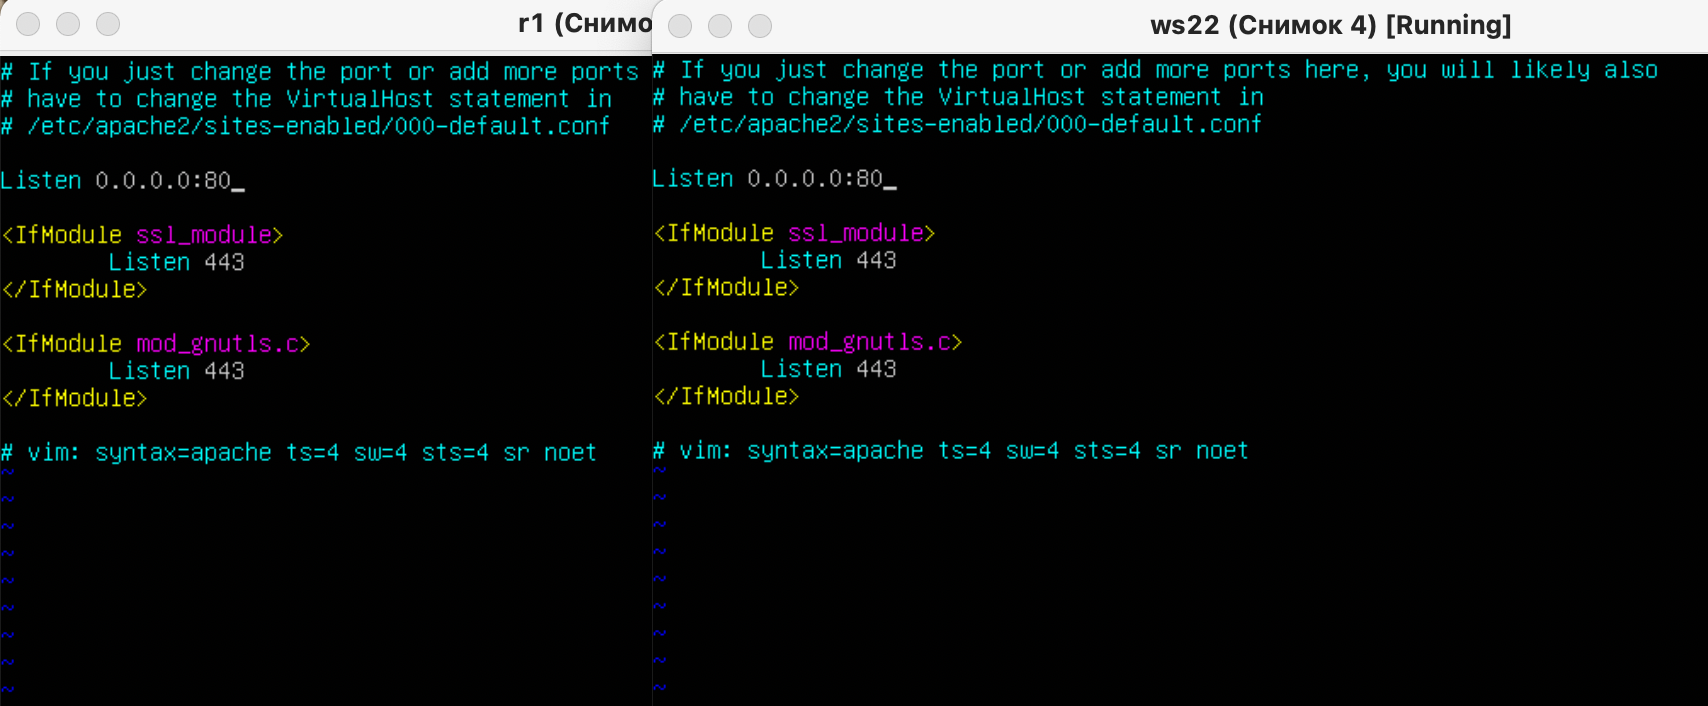 r1 (Снимо
# If you just change the port or add more ports
# have to change the VirtualHost statement in
# /etc/apache2/sites-enabled/000-default.conf
Listen 0.0.0.0:80_
<IfModule ssl_module>
        Listen 443
</IfModule>
<IfModule mod_gnutls.c>
        Listen 443
</IfModule>
# vim: syntax=apache ts=4 sw=4 sts=4 sr noet
~
~
~
~
~
~
~
~
~
ws22 (Снимок 4) [Running]
# If you just change the port or add more ports here, you will likely also
# have to change the VirtualHost statement in
# /etc/apache2/sites-enabled/000-default.conf
Listen 0.0.0.0:80_
<IfModule ssl_module>
        Listen 443
</IfModule>
<IfModule mod_gnutls.c>
        Listen 443
</IfModule>
# vim: syntax=apache ts=4 sw=4 sts=4 sr noet
~
~
~
~
~
~
~
~
~